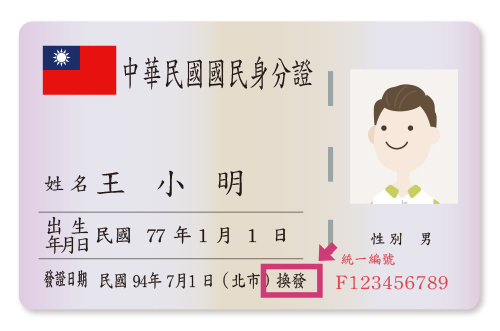 中華民國國民身分證
姓名 王 小 明
出生年月日 民國 77 年 1 月 1 日
性別 男
發證日期 民國 94年 7月1日 (北市) 換發
統一編號
F123456789